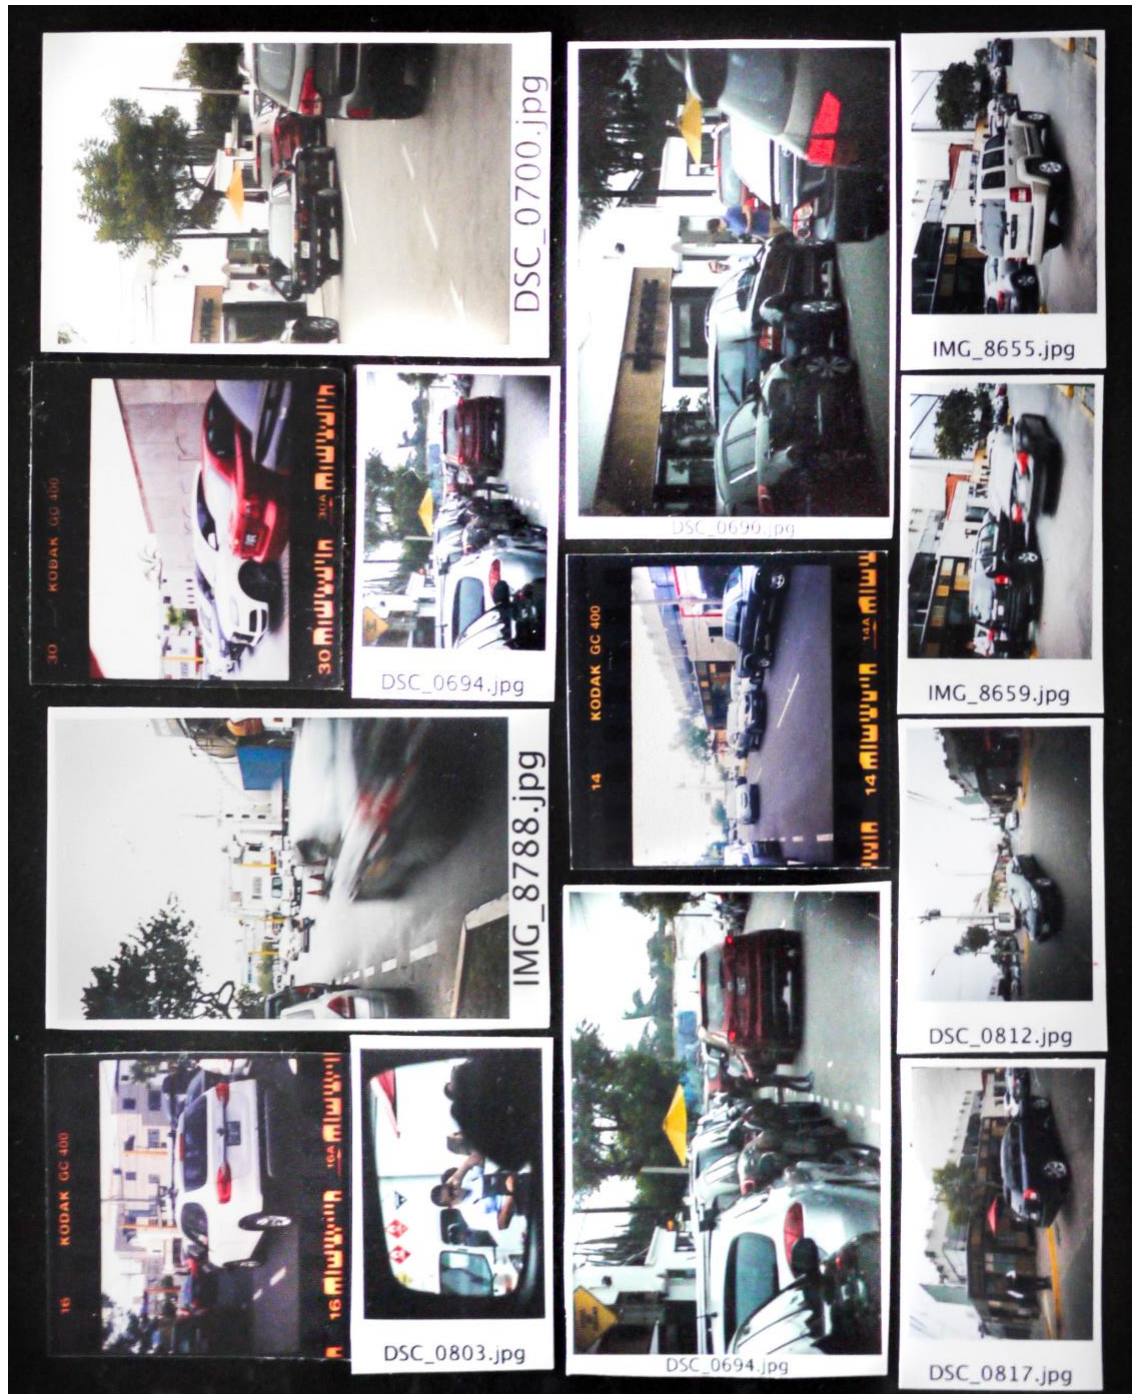 DSC_0700.jpg
DSC_0690.jpg
IMG_8655.jpg
30 KODAK GC 400
30 30A
DSC_0694.jpg
IMG_8659.jpg
14 KODAK GC 400
14 14A
IMG_8788.jpg
DSC_0812.jpg
16 KODAK GC 400
16 16A
DSC_0803.jpg
DSC_0694.jpg
DSC_0817.jpg